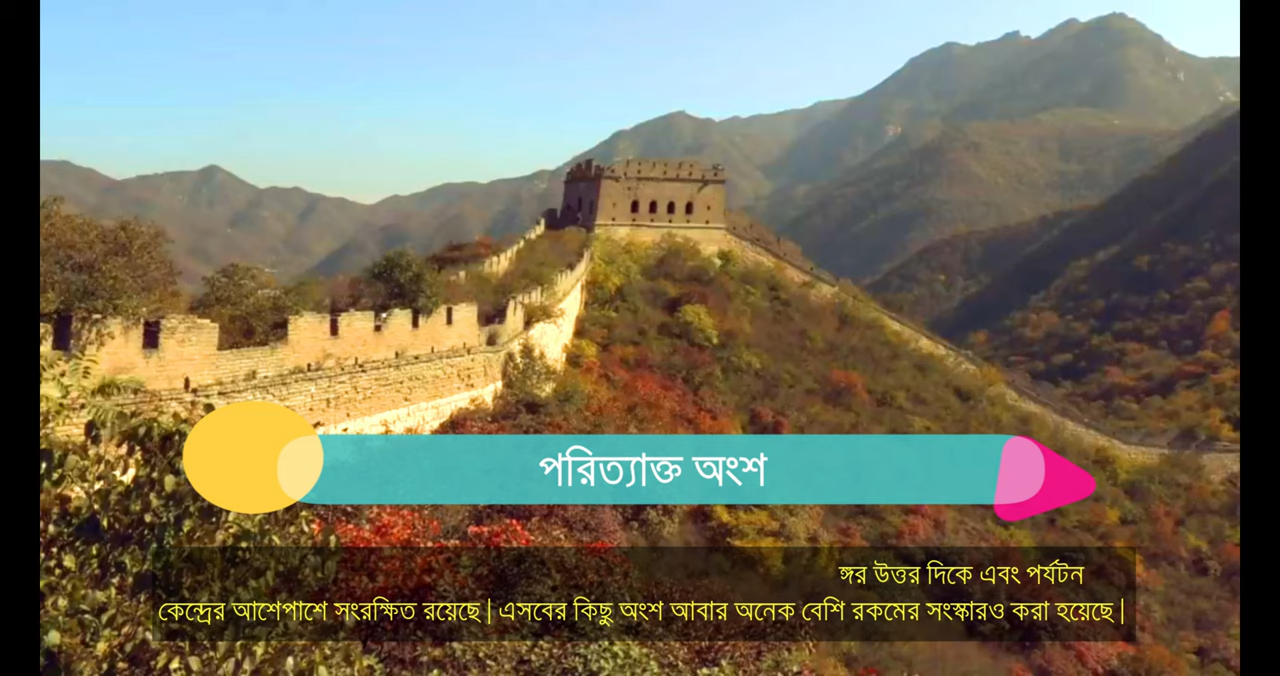 পরিত্যাক্ত অংশ
ঙ্গর উত্তর দিকে এবং পর্যটন
কেন্দ্রের আশেপাশে সংরক্ষিত রয়েছে| এসবের কিছু অংশ আবার অনেক বেশি রকমের সংস্কারও করা হয়েছে|